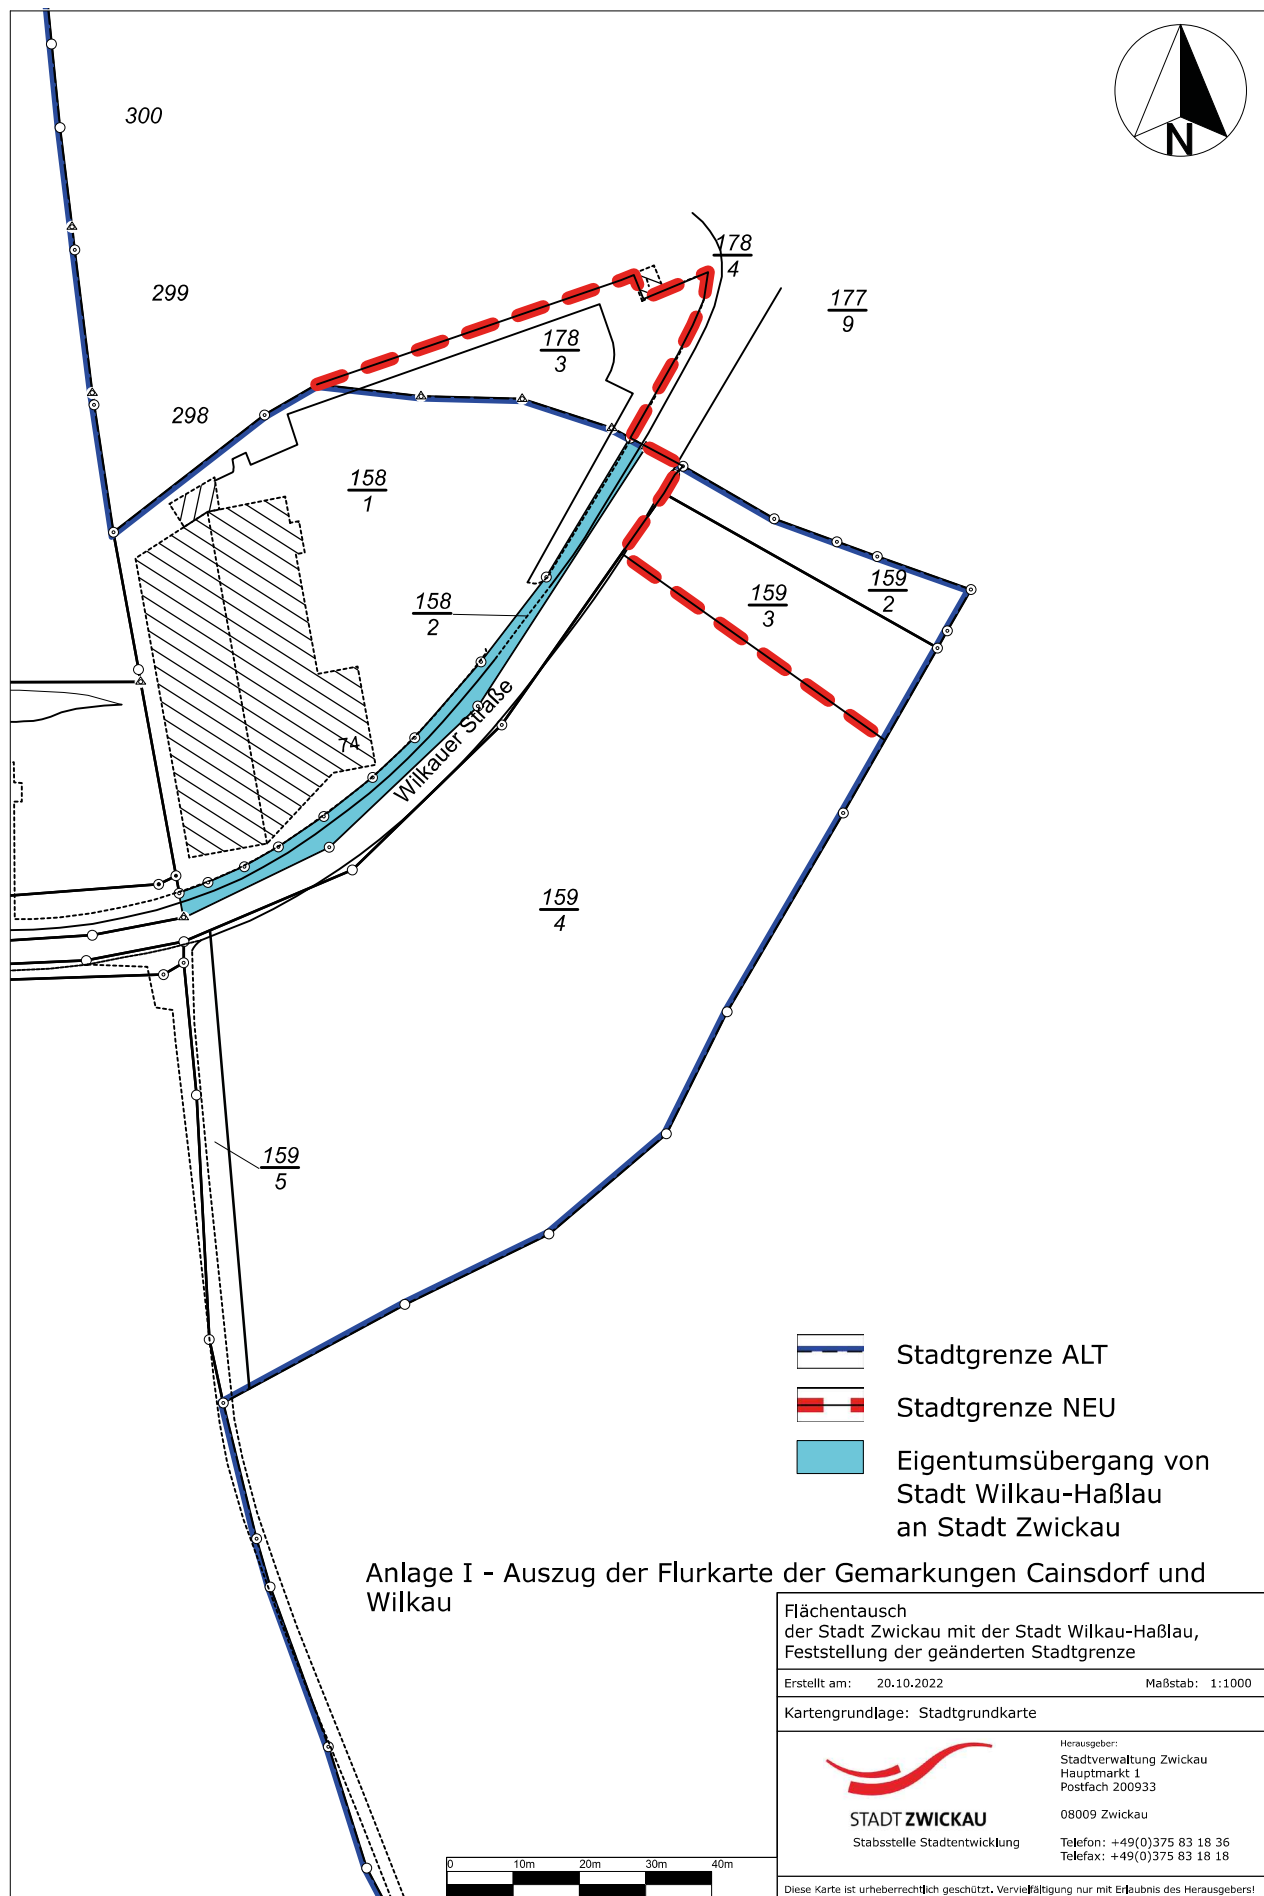 300
299
298
178
4
177
9
178
3
158
1
158
2
159
2
159
3
74
Wilkauer Straße
159
4
159
5
N
Stadtgrenze ALT
Stadtgrenze NEU
Eigentumsübergang von
Stadt Wilkau-Haßlau
an Stadt Zwickau
Anlage I - Auszug der Flurkarte der Gemarkungen Cainsdorf und
Wilkau
Flächentausch
der Stadt Zwickau mit der Stadt Wilkau-Haßlau,
Feststellung der geänderten Stadtgrenze
Erstellt am: 20.10.2022 Maßstab: 1:1000
Kartengrundlage: Stadtgrundkarte
STADT ZWICKAU
Stabsstelle Stadtentwicklung
Herausgeber:
Stadtverwaltung Zwickau
Hauptmarkt 1
Postfach 200933
08009 Zwickau
Telefon: +49(0)375 83 18 36
Telefax: +49(0)375 83 18 18
Diese Karte ist urheberrechtlich geschützt. Vervielfältigung nur mit Erlaubnis des Herausgebers!
0 10m 20m 30m 40m